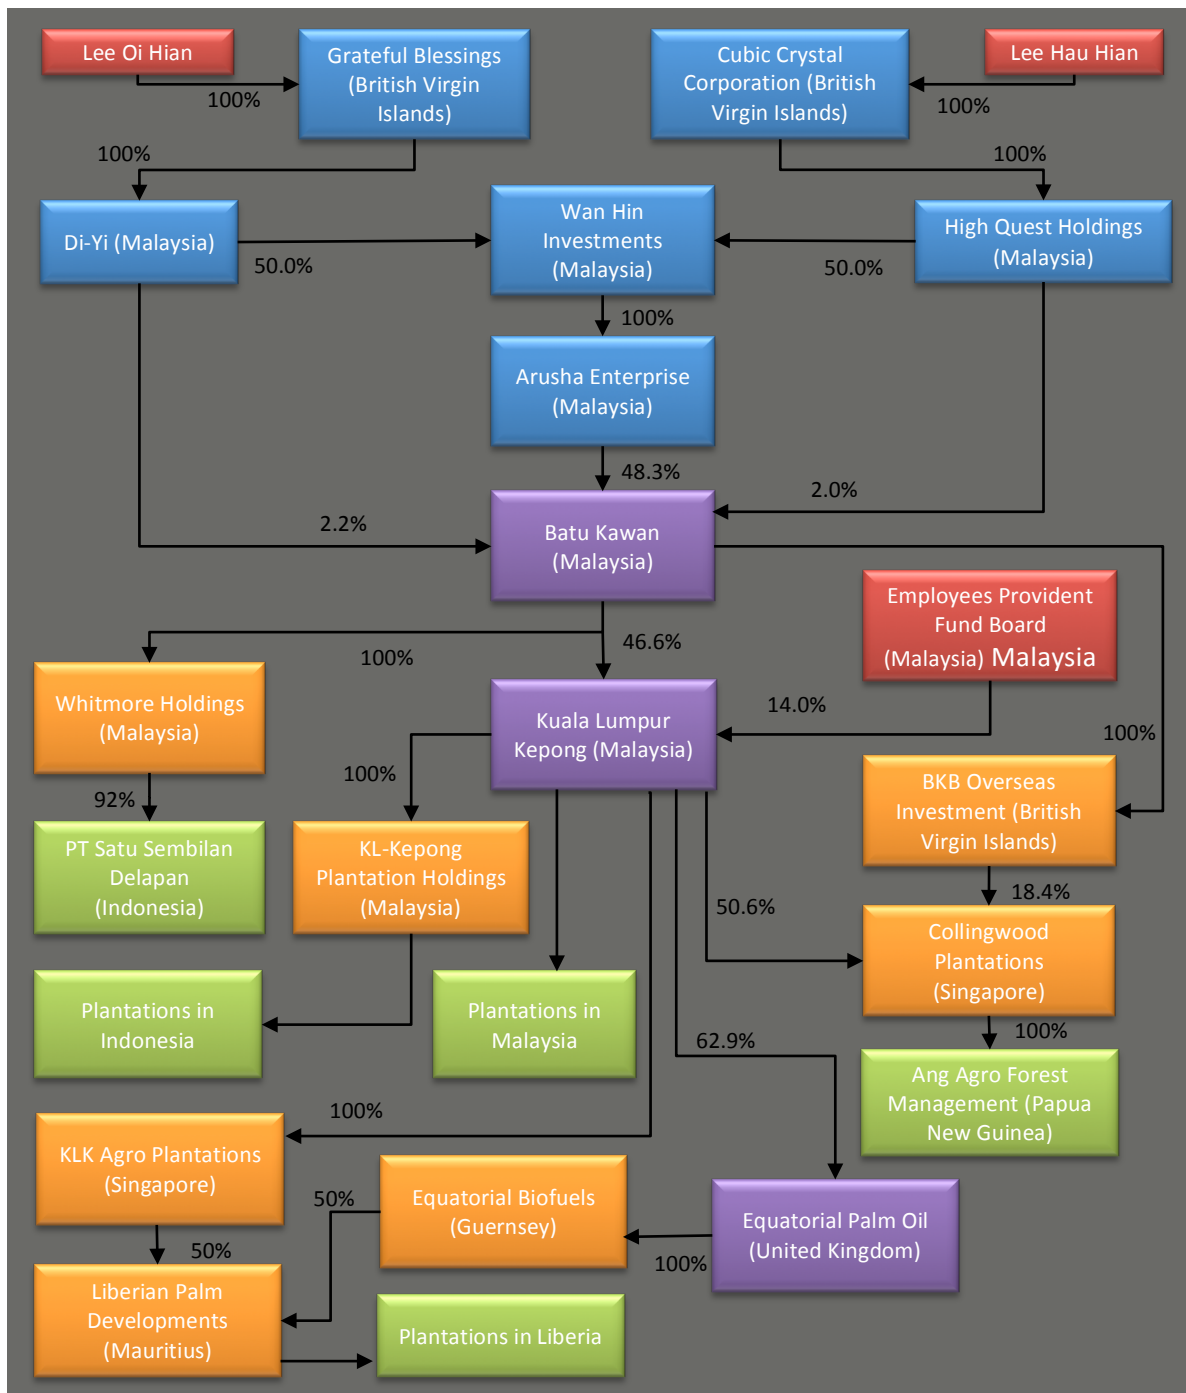 Lee Oi Hian
Grateful Blessings
(British Virgin
Islands)
Cubic Crystal
Corporation (British
Virgin Islands)
Lee Hau Hian
100%
100%
100%
100%
Di-Yi (Malaysia)
Wan Hin
Investments
(Malaysia)
High Quest Holdings
(Malaysia)
50.0%
50.0%
100%
Arusha Enterprise
(Malaysia)
48.3%
2.0%
2.2%
Batu Kawan
(Malaysia)
Employees Provident
Fund Board
(Malaysia) Malaysia
46.6%
100%
Whitmore Holdings
(Malaysia)
Kuala Lumpur
Kepong (Malaysia)
14.0%
100%
100%
92%
BKB Overseas
Investment (British
Virgin Islands)
PT Satu Sembilan
Delapan
(Indonesia)
KL-Kepong
Plantation Holdings
(Malaysia)
18.4%
50.6%
Collingwood
Plantations
(Singapore)
Plantations in
Indonesia
Plantations in
Malaysia
62.9%
100%
Ang Agro Forest
Management (Papua
New Guinea)
100%
KLK Agro Plantations
(Singapore)
50%
Equatorial Biofuels
(Guernsey)
Equatorial Palm Oil
(United Kingdom)
50%
100%
Liberian Palm
Developments
(Mauritius)
Plantations in Liberia